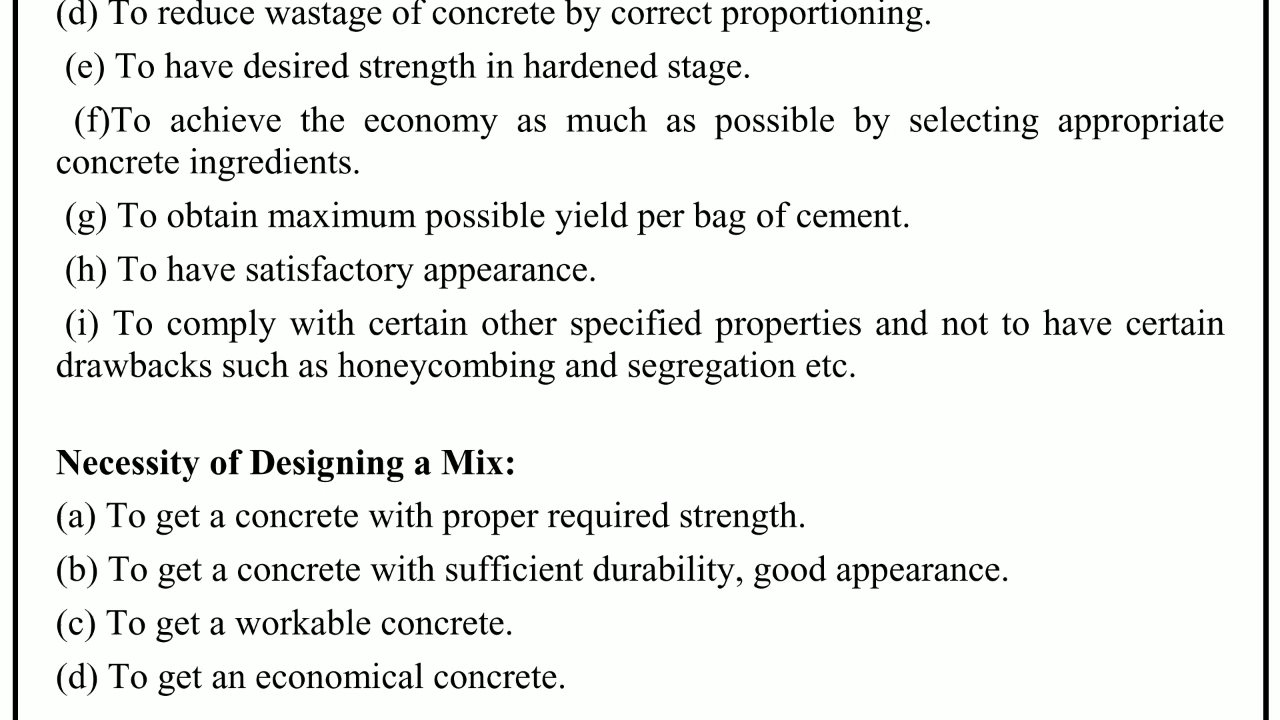 (d) To reduce wastage of concrete by correct proportioning.
(e) To have desired strength in hardened stage.
(f)To achieve the economy as much as possible by selecting appropriate
concrete ingredients.
(g) To obtain maximum possible yield per bag of cement.
(h) To have satisfactory appearance.
(i) To comply with certain other specified properties and not to have certain
drawbacks such as honeycombing and segregation etc.
Necessity of Designing a Mix:
(a) To get a concrete with proper required strength.
(b) To get a concrete with sufficient durability, good appearance.
(c) To get a workable concrete.
(d) To get an economical concrete.